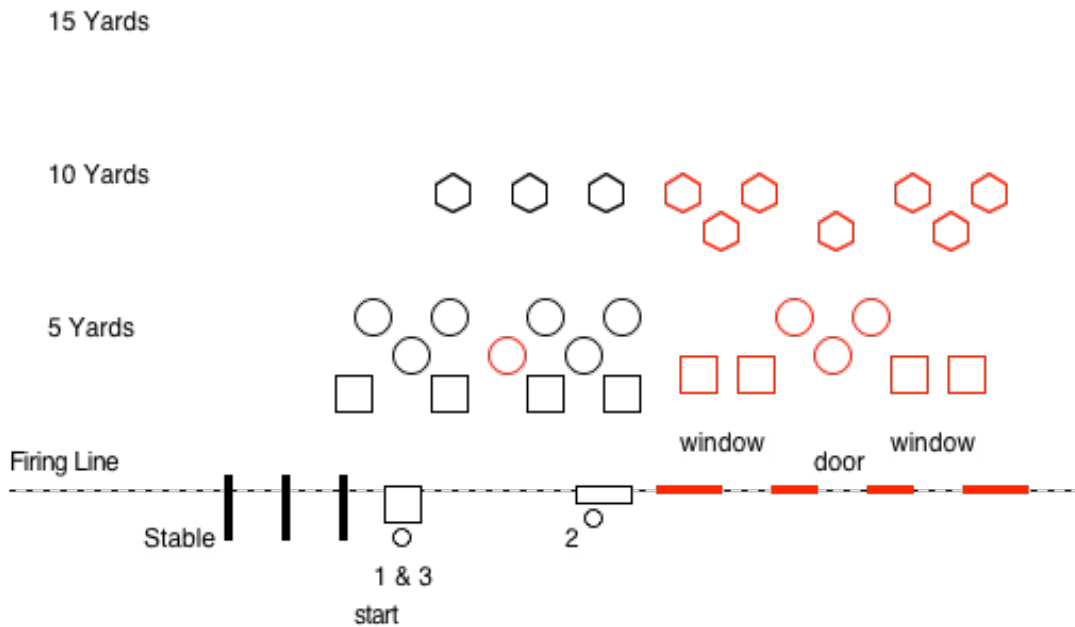 15 Yards
10 Yards
5 Yards
window
window
Firing Line
door
Stable
2
1 & 3
start